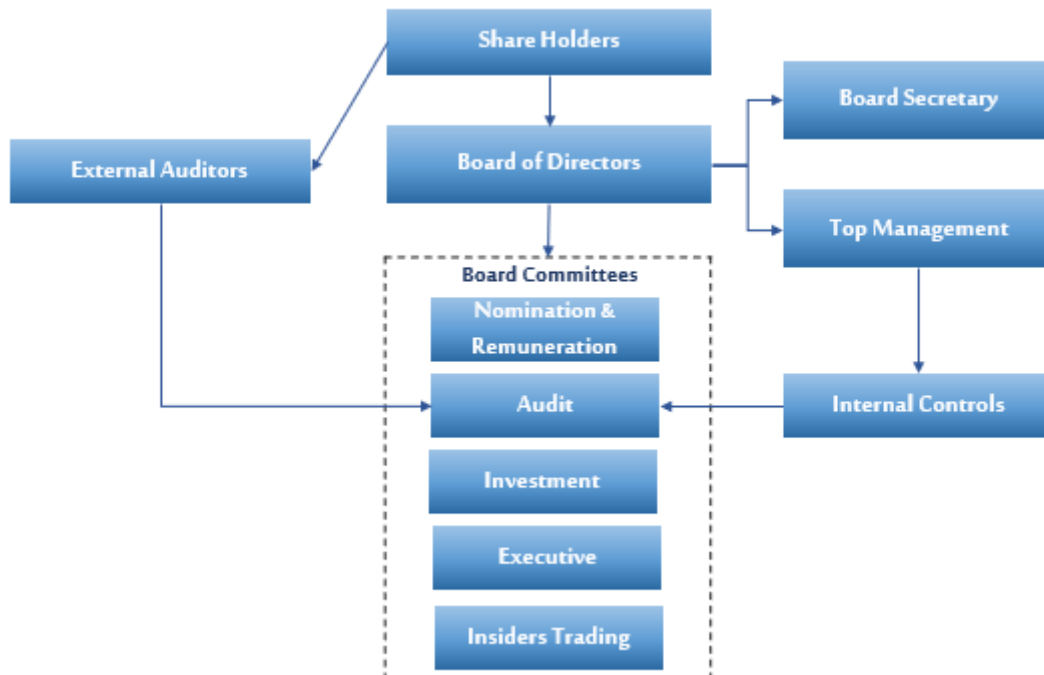 Share Holders
Board Secretary
External Auditors
Board of Directors
Top Management
Board Committees
Nomination &
Remuneration
Audit
Internal Controls
Investment
Executive
Insiders Trading